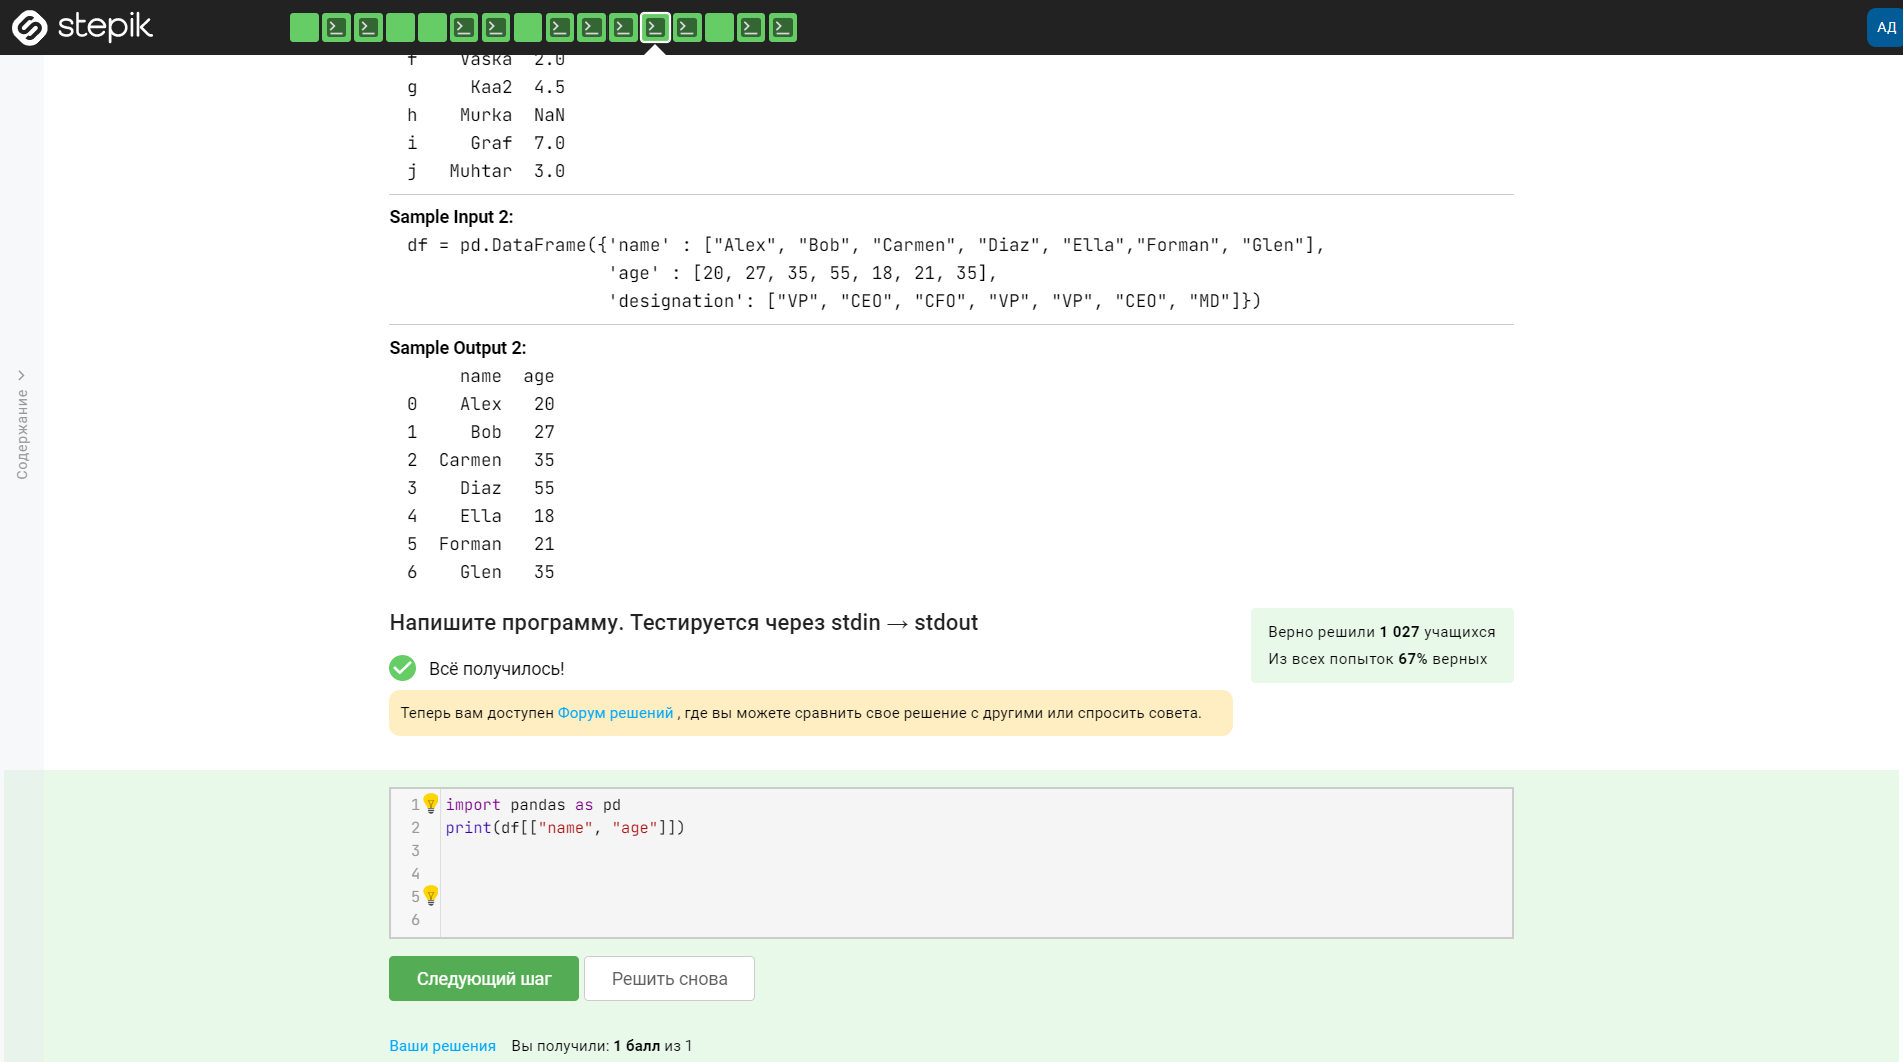 stepik
АД
f Vaska 2.0
g Kaa2 4.5
h Murka NaN
i Graf 7.0
j Muhtar 3.0
Sample Input 2:
df = pd.DataFrame({'name' : ["Alex", "Bob", "Carmen", "Diaz", "Ella","Forman", "Glen"],
'age' : [20, 27, 35, 55, 18, 21, 35],
'designation': ["VP", "CEO", "CFO", "VP", "VP", "CEO", "MD"]})
Sample Output 2:
name age
0 Alex 20
1 Bob 27
2 Carmen 35
3 Diaz 55
4 Ella 18
5 Forman 21
6 Glen 35
Содержание
Напишите программу. Тестируется через stdin → stdout
Верно решили 1 027 учащихся
Из всех попыток 67% верных
Всё получилось!
Теперь вам доступен Форум решений , где вы можете сравнить свое решение с другими или спросить совета.
1 import pandas as pd
2 print(df[["name", "age"]])
3
4
5
6
Следующий шаг
Решить снова
Ваши решения Вы получили: 1 балл из 1